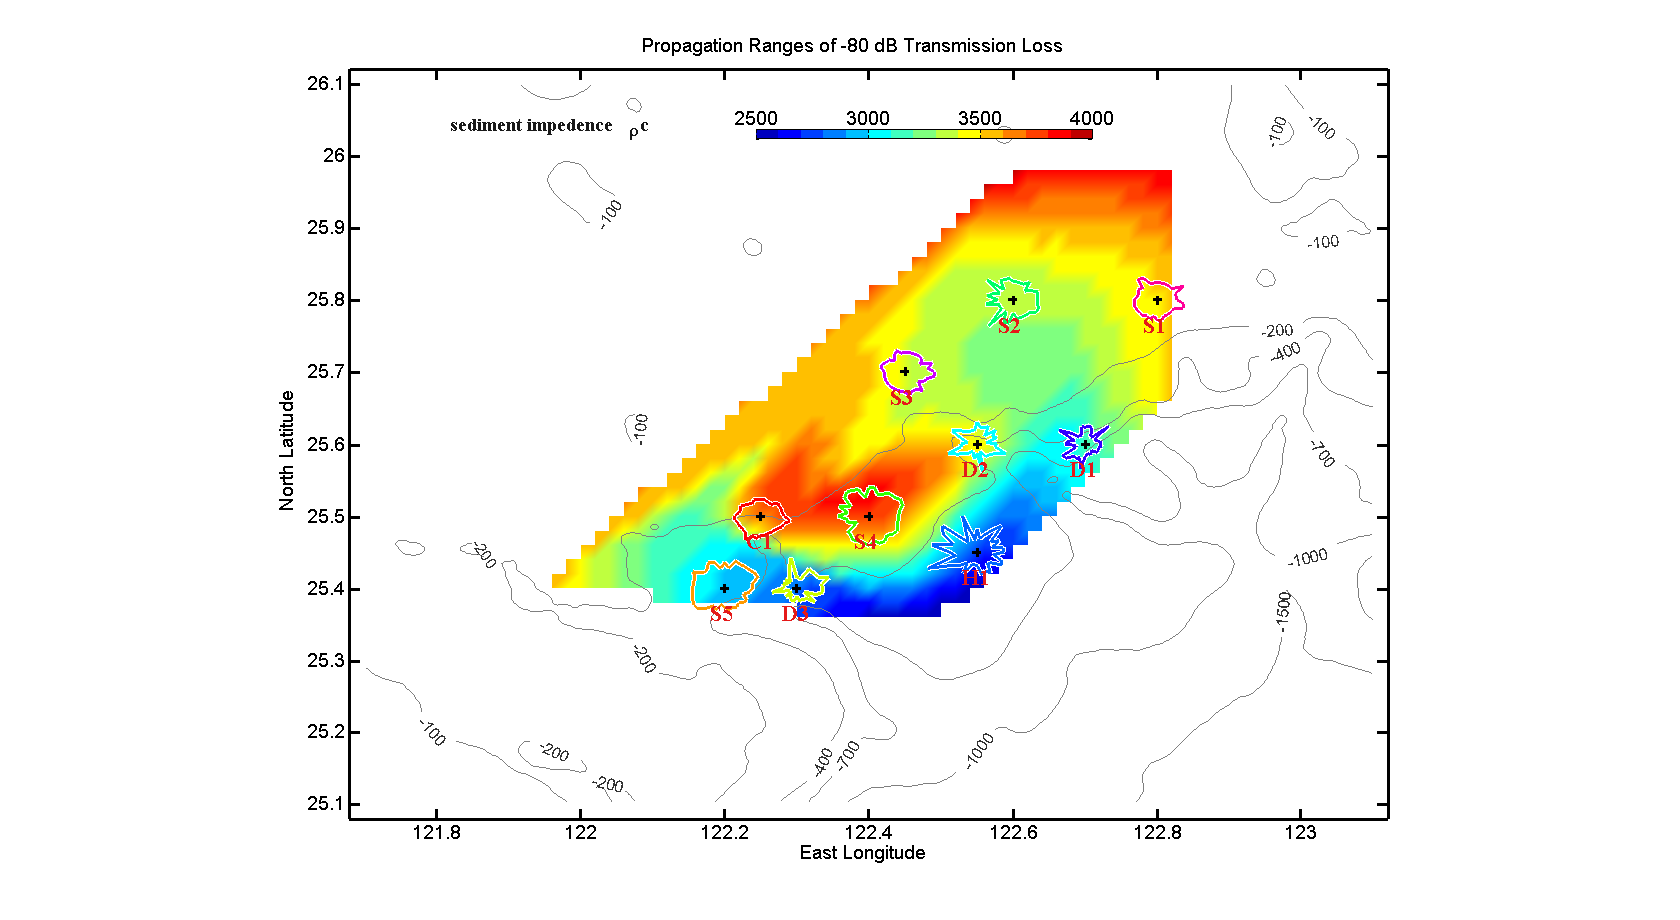 Propagation Ranges of -80 dB Transmission Loss
26.1
sediment impedence ρc
2500 3000 3500 4000
-100
-100
26
-100
25.9
-100
25.8
S2
S1
-200
-400
25.7
S3
North Latitude
-100
25.6
D2
D1
-700
25.5
C1
S4
-200
-1000
H1
25.4
S5
D3
-1500
25.3
-200
25.2
-100
-200
-400
-700
-1000
-200
25.1
121.8 122 122.2 122.4 122.6 122.8 123
East Longitude